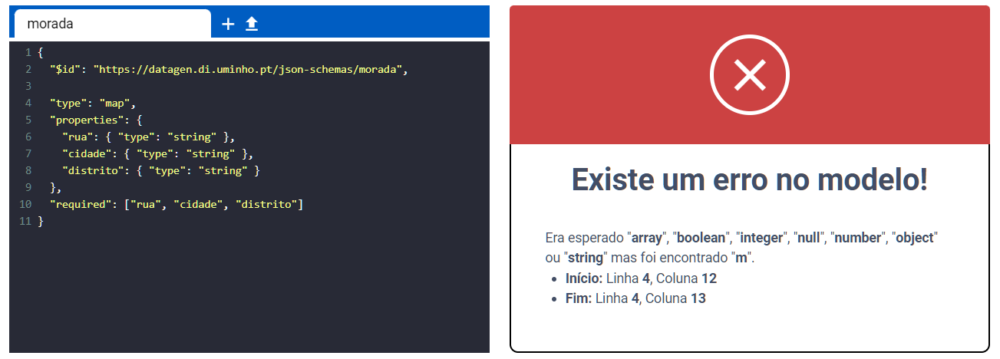 morada
1 {
2   "$id": "https://datagen.di.uminho.pt/json-schemas/morada",
3
4   "type": "map",
5   "properties": {
6     "rua": { "type": "string" },
7     "cidade": { "type": "string" },
8     "distrito": { "type": "string" }
9   },
10   "required": ["rua", "cidade", "distrito"]
11 }
Existe um erro no modelo!
Era esperado "array", "boolean", "integer", "null", "number", "object"
ou "string" mas foi encontrado "m".
• Início: Linha 4, Coluna 12
• Fim: Linha 4, Coluna 13